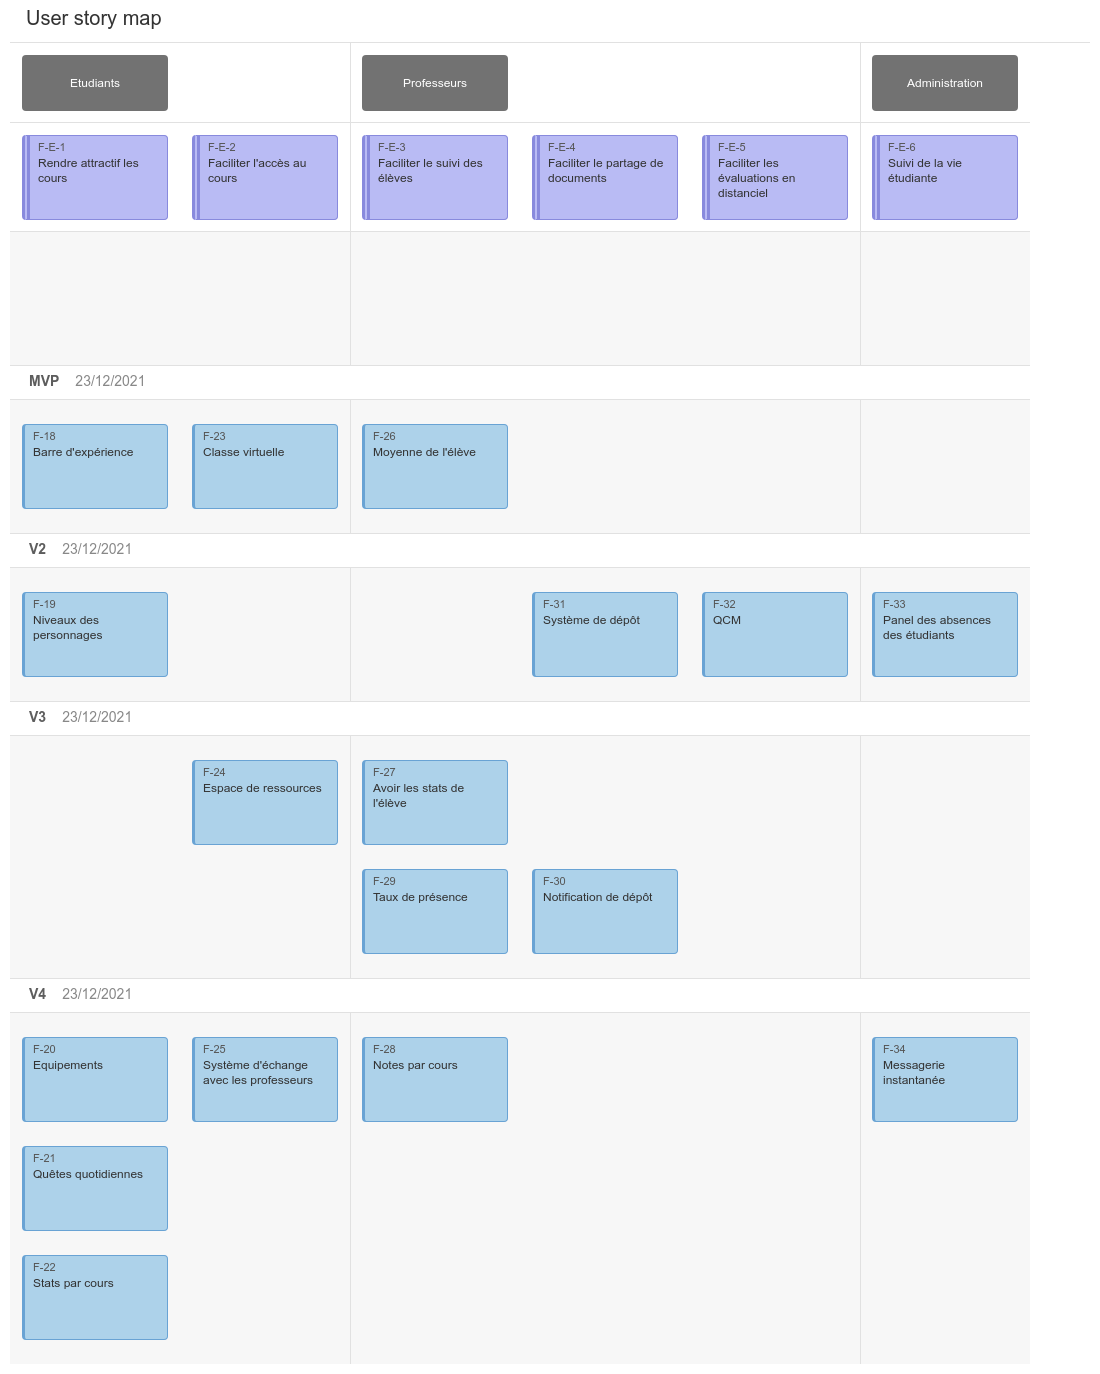 User story map
Etudiants
Professeurs
Administration
F-E-1
Rendre attractif les
cours
F-E-2
Faciliter l'accès au
cours
F-E-3
Faciliter le suivi des
élèves
F-E-4
Faciliter le partage de
documents
F-E-5
Faciliter les
évaluations en
distanciel
F-E-6
Suivi de la vie
étudiante
MVP 23/12/2021
F-18
Barre d'expérience
F-23
Classe virtuelle
F-26
Moyenne de l'élève
V2 23/12/2021
F-19
Niveaux des
personnages
F-31
Système de dépôt
F-32
QCM
F-33
Panel des absences
des étudiants
V3 23/12/2021
F-24
Espace de ressources
F-27
Avoir les stats de
l'élève
F-29
Taux de présence
F-30
Notification de dépôt
V4 23/12/2021
F-20
Equipements
F-25
Système d'échange
avec les professeurs
F-28
Notes par cours
F-34
Messagerie
instantanée
F-21
Quêtes quotidiennes
F-22
Stats par cours